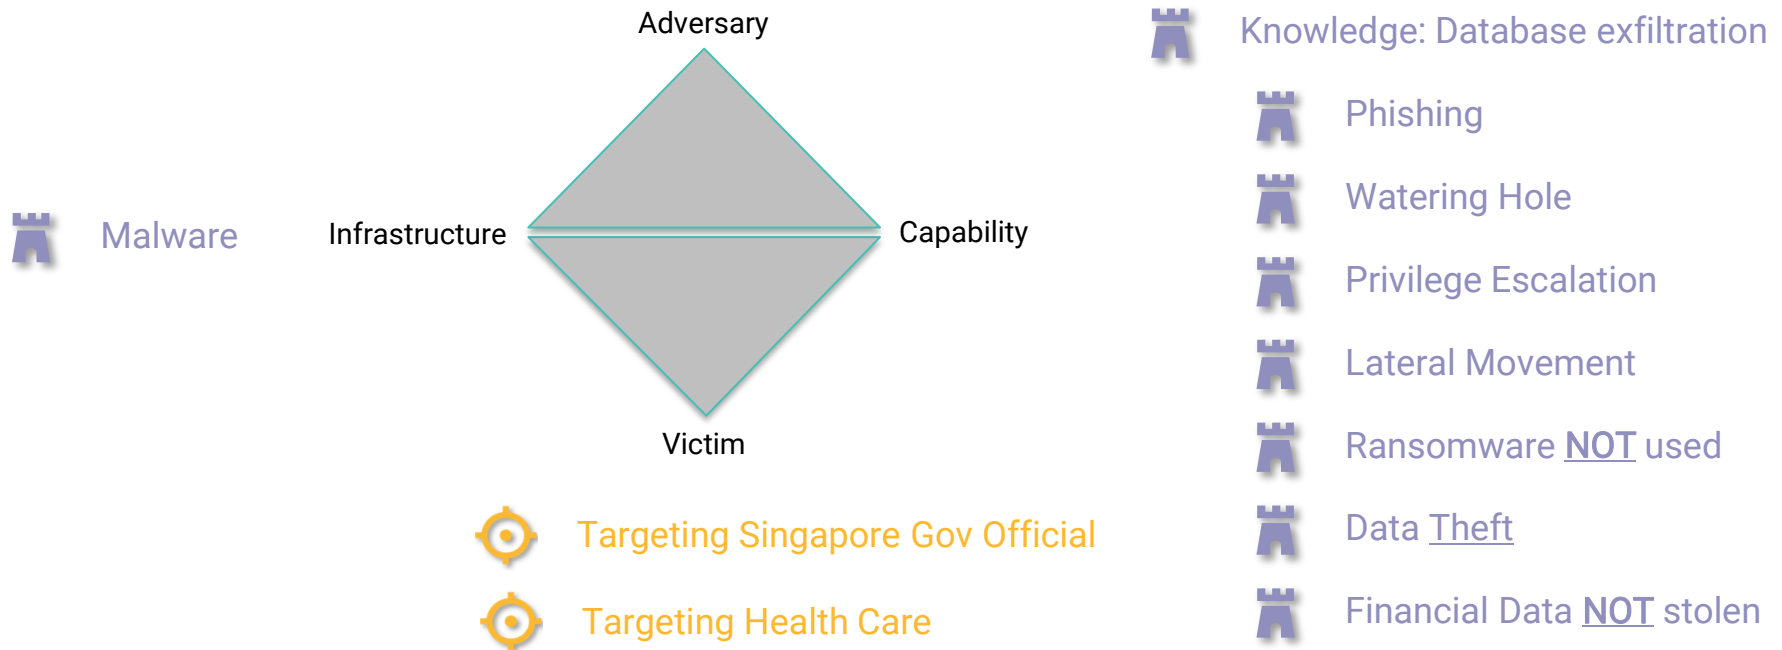 Adversary
Knowledge: Database exfiltration
Phishing
Watering Hole
Malware
Infrastructure
Capability
Privilege Escalation
Lateral Movement
Victim
Ransomware NOT used
Targeting Singapore Gov Official
Data Theft
Targeting Health Care
Financial Data NOT stolen